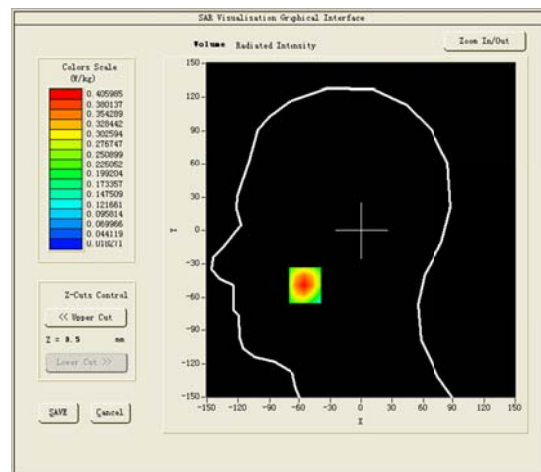 SAR Visualisation Graphical Interface
Volume Radiated Intensity
Zoom In/Out
Colors Scale
(W/kg)
0.405985
0.380137
0.354289
0.328442
0.302594
0.276747
0.250899
0.225052
0.199204
0.173357
0.147509
0.121661
0.095814
0.069966
0.044119
0.018271
Z-Cuts Control
<< Upper Cut
Z = 3.5 mm
Lower Cut >>
SAVE Cancel
150
120
90
60
30
0
-30
-60
-90
-120
-150
Y
-150 -120 -90 -60 -30 0 30 60 90 120 150
X